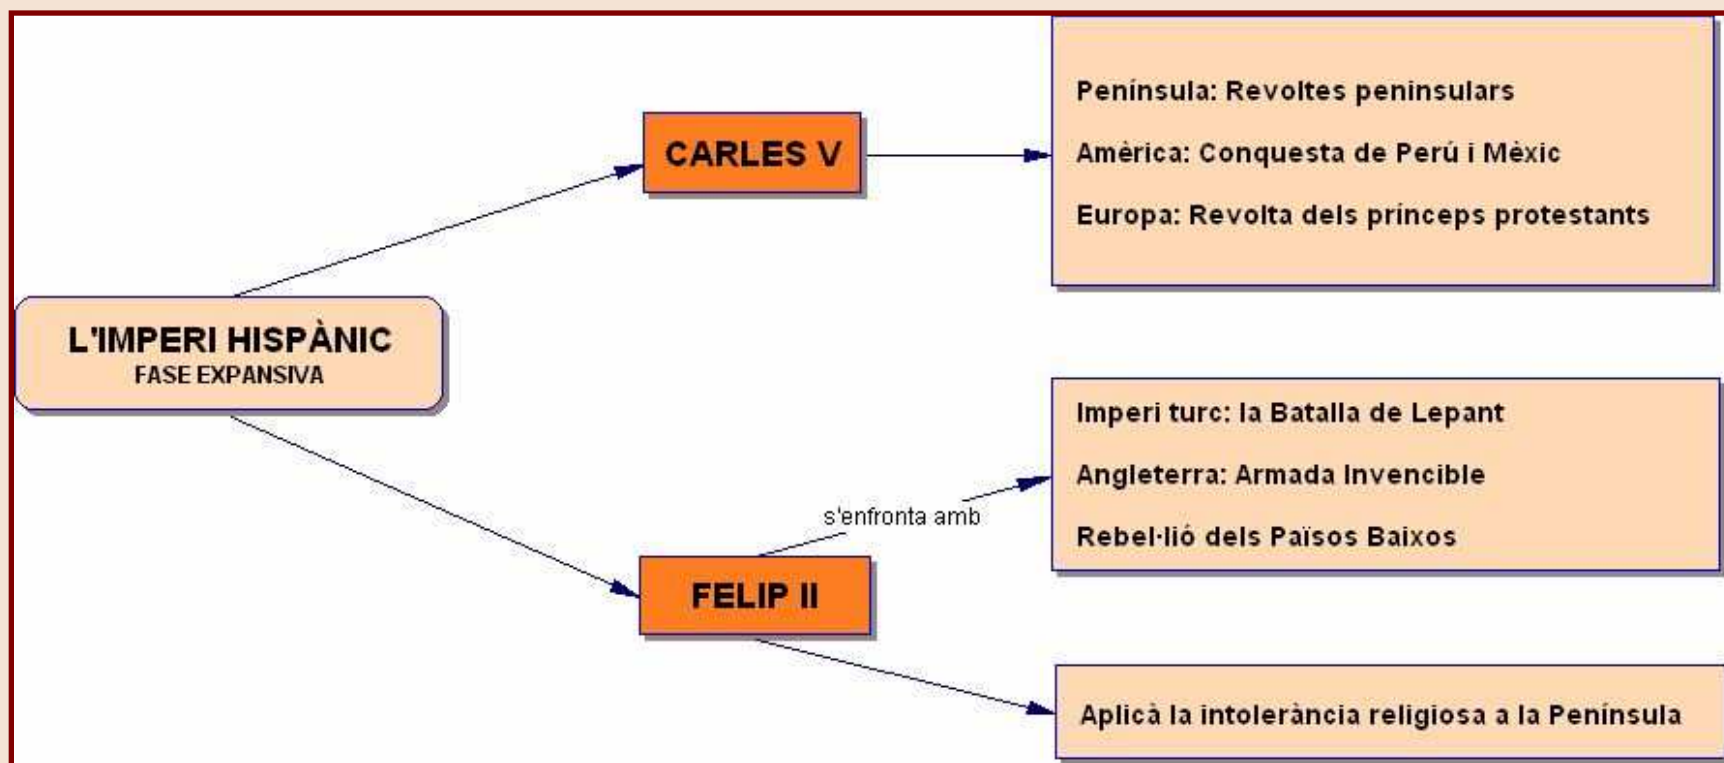 Península: Revoltes peninsulars
CARLES V
Amèrica: Conquesta de Perú i Mèxic
Europa: Revolta dels prínceps protestants
L'IMPERI HISPÀNIC
FASE EXPANSIVA
Imperi turc: la Batalla de Lepant
Angleterra: Armada Invencible
s'enfronta amb
Rebel·lió dels Països Baixos
FELIP II
Aplicà la intolerància religiosa a la Península